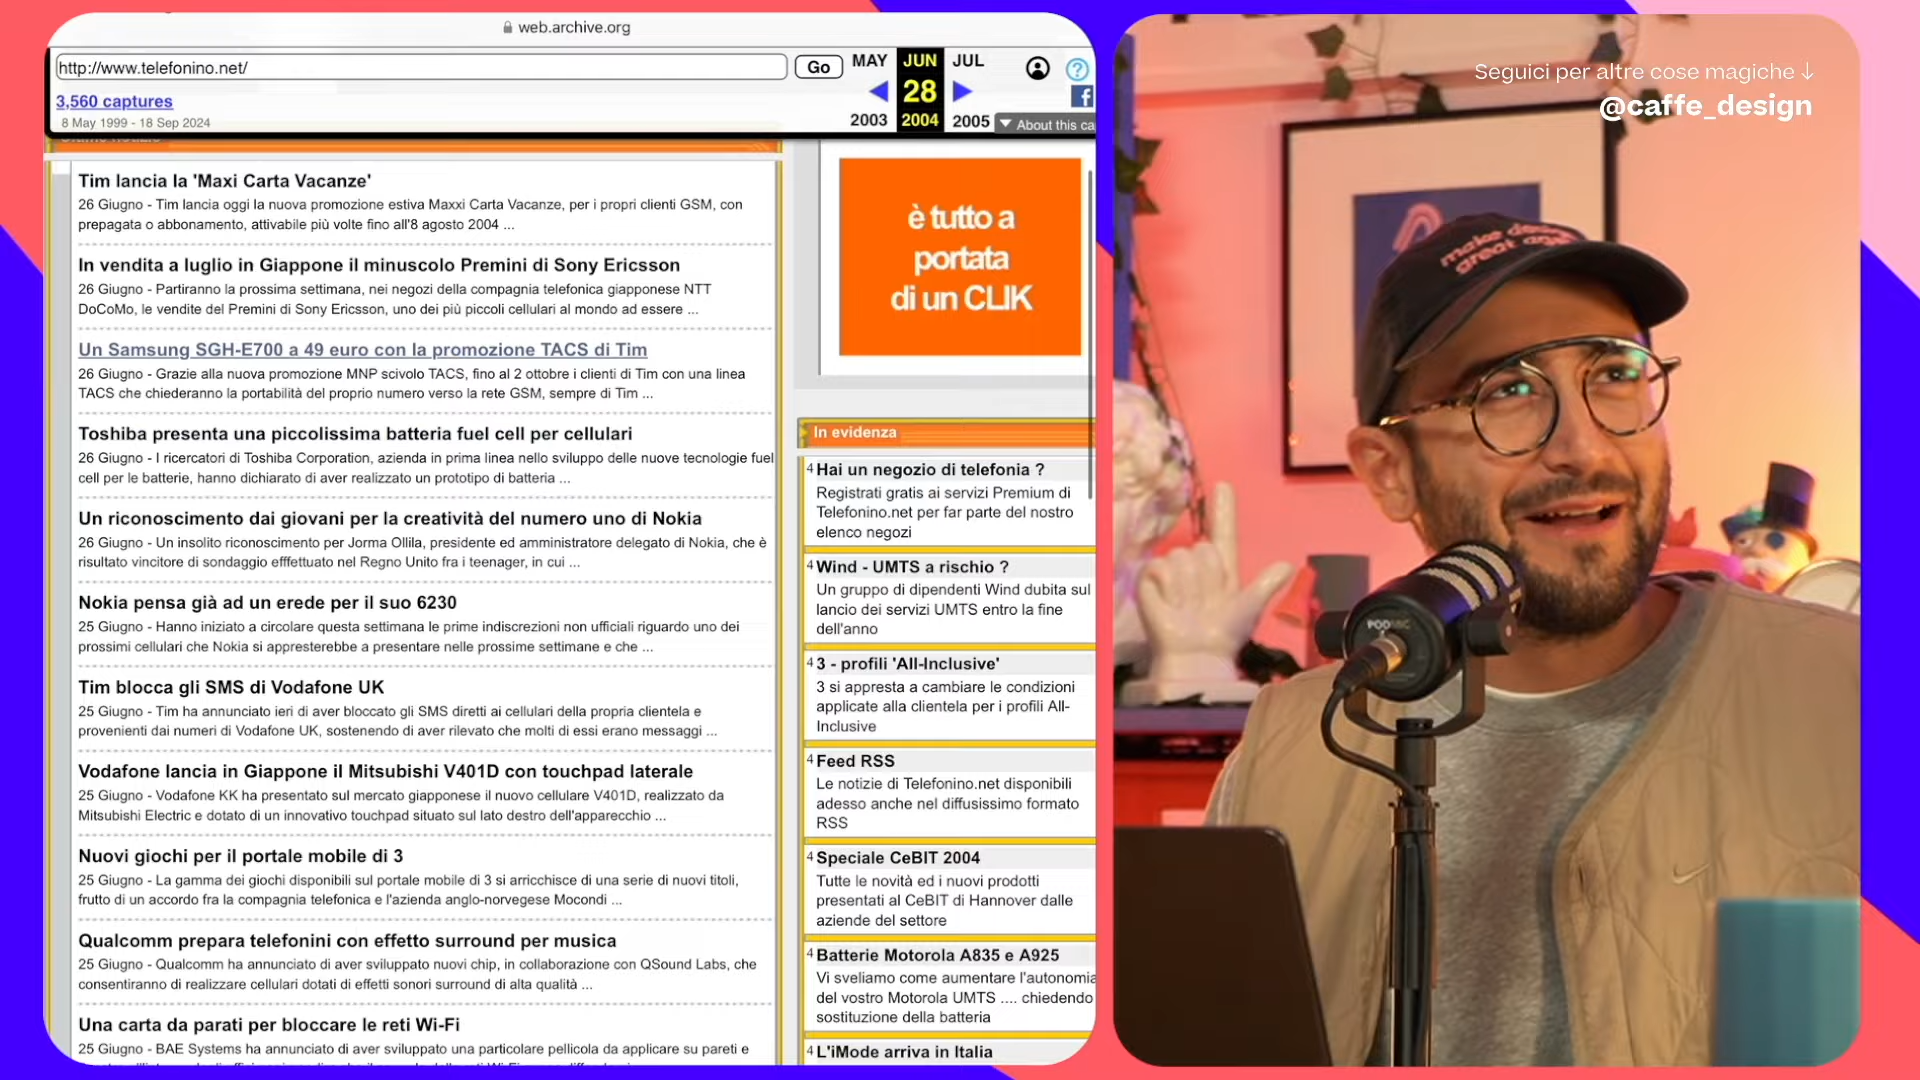 web.archive.org
http://www.telefonino.net/
Go
MAY
JUN
JUL
28
2003
2004
2005
3,560 captures
8 May 1999 - 18 Sep 2024
About this ca
Tim lancia la 'Maxi Carta Vacanze'
26 Giugno - Tim lancia oggi la nuova promozione estiva Maxxi Carta Vacanze, per i propri clienti GSM, con
prepagata o abbonamento, attivabile più volte fino all'8 agosto 2004 ...
In vendita a luglio in Giappone il minuscolo Premini di Sony Ericsson
26 Giugno - Partiranno la prossima settimana, nei negozi della compagnia telefonica giapponese NTT
DoCoMo, le vendite del Premini di Sony Ericsson, uno dei più piccoli cellulari al mondo ad essere ...
Un Samsung SGH-E700 a 49 euro con la promozione TACS di Tim
26 Giugno - Grazie alla nuova promozione MNP scivolo TACS, fino al 2 ottobre i clienti di Tim con una linea
TACS che chiederanno la portabilità del proprio numero verso la rete GSM, sempre di Tim ...
Toshiba presenta una piccolissima batteria fuel cell per cellulari
26 Giugno - I ricercatori di Toshiba Corporation, azienda in prima linea nello sviluppo delle nuove tecnologie fuel
cell per le batterie, hanno dichiarato di aver realizzato un prototipo di batteria ...
Un riconoscimento dai giovani per la creatività del numero uno di Nokia
26 Giugno - Un insolito riconoscimento per Jorma Ollila, presidente ed amministratore delegato di Nokia, che è
risultato vincitore di sondaggio efffettuato nel Regno Unito fra i teenager, in cui ...
Nokia pensa già ad un erede per il suo 6230
25 Giugno - Hanno iniziato a circolare questa settimana le prime indiscrezioni non ufficiali riguardo uno dei
prossimi cellulari che Nokia si appresterebbe a presentare nelle prossime settimane e che ...
Tim blocca gli SMS di Vodafone UK
25 Giugno - Tim ha annunciato ieri di aver bloccato gli SMS diretti ai cellulari della propria clientela e
provenienti dai numeri di Vodafone UK, sostenendo di aver rilevato che molti di essi erano messaggi ...
Vodafone lancia in Giappone il Mitsubishi V401D con touchpad laterale
25 Giugno - Vodafone KK ha presentato sul mercato giapponese il nuovo cellulare V401D, realizzato da
Mitsubishi Electric e dotato di un innovativo touchpad situato sul lato destro dell'apparecchio ...
Nuovi giochi per il portale mobile di 3
25 Giugno - La gamma dei giochi disponibili sul portale mobile di 3 si arricchisce di una serie di nuovi titoli,
frutto di un accordo fra la compagnia telefonica e l'azienda anglo-norvegese Mocondi ...
Qualcomm prepara telefonini con effetto surround per musica
25 Giugno - Qualcomm ha annunciato di aver sviluppato nuovi chip, in collaborazione con QSound Labs, che
consentiranno di realizzare cellulari dotati di effetti sonori surround di alta qualità ...
Una carta da parati per bloccare le reti Wi-Fi
25 Giugno - BAE Systems ha annunciato di aver sviluppato una particolare pellicola da applicare su pareti e
è tutto a
portata
di un CLIK
In evidenza
4 Hai un negozio di telefonia ?
Registrati gratis ai servizi Premium di
Telefonino.net per far parte del nostro
elenco negozi
4 Wind - UMTS a rischio ?
Un gruppo di dipendenti Wind dubita sul
lancio dei servizi UMTS entro la fine
dell'anno
4 3 - profili 'All-Inclusive'
3 si appresta a cambiare le condizioni
applicate alla clientela per i profili All-
Inclusive
4 Feed RSS
Le notizie di Telefonino.net disponibili
adesso anche nel diffusissimo formato
RSS
4 Speciale CeBIT 2004
Tutte le novità ed i nuovi prodotti
presentati al CeBIT di Hannover dalle
aziende del settore
4 Batterie Motorola A835 e A925
Vi sveliamo come aumentare l'autonomia
del vostro Motorola UMTS .... chiedendo
sostituzione della batteria
4 L'iMode arriva in Italia
Seguici per altre cose magiche ↓
@caffe_design
make design
great again
PODMIC